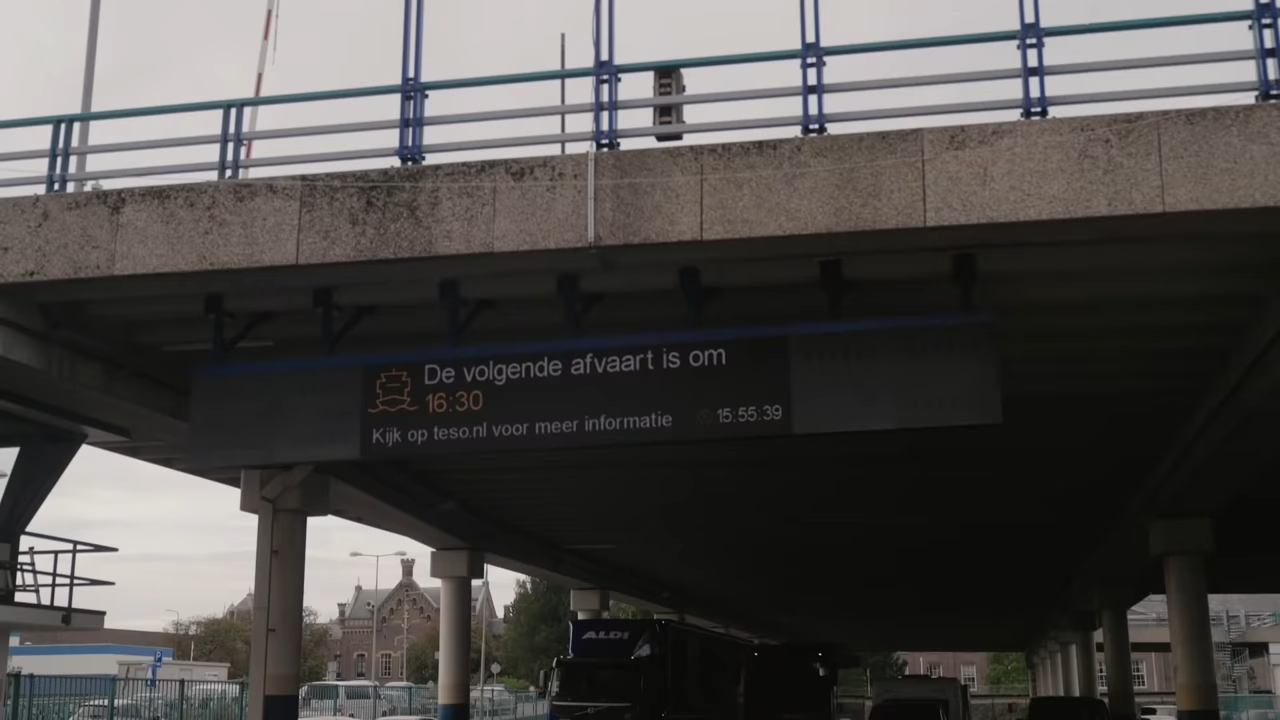 De volgende afvaart is om
16:30
Kijk op teso.nl voor meer informatie 15:55:39
ALDI
P